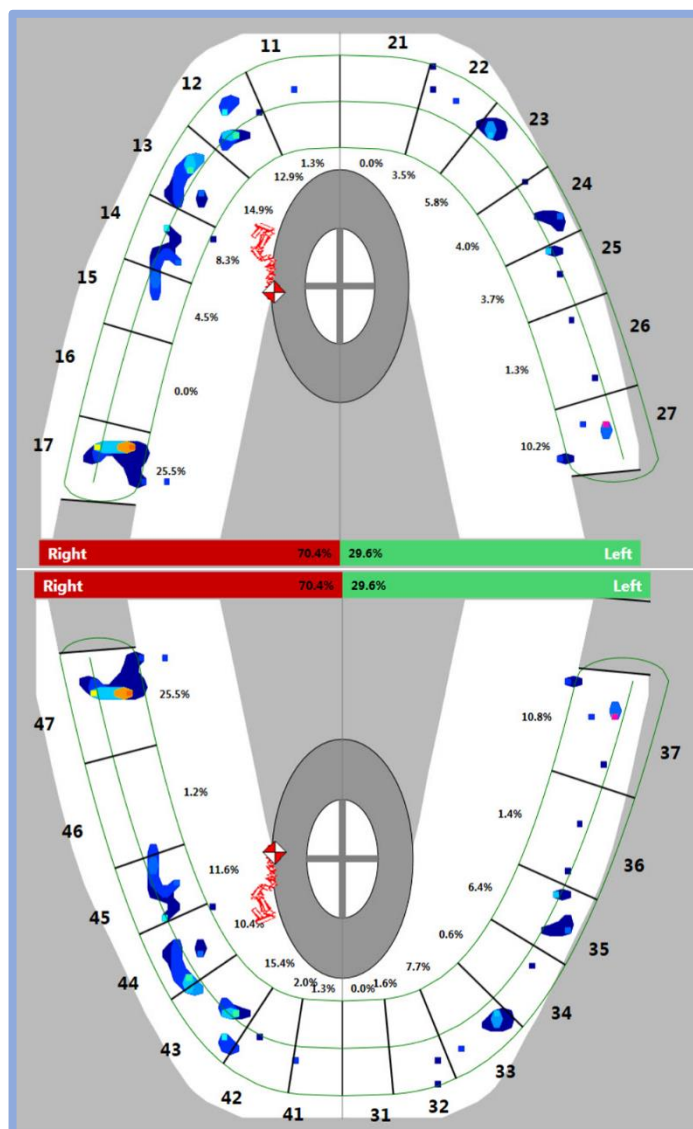 11 21
12 22
13 23
1.3% 0.0%
12.9% 3.5%
14 24
14.9% 5.8%
15 8.3% 4.0% 25
4.5% 3.7%
16 26
0.0% 1.3%
17 27
25.5% 10.2%
Right 70.4% 29.6% Left
Right 70.4% 29.6% Left
47 25.5% 10.8% 37
1.2% 1.4%
46 36
11.6% 6.4%
45 10.4% 0.6% 35
44 15.4% 7.7% 34
2.0% 1.3% 0.0% 1.6%
43 33
42 32
41 31